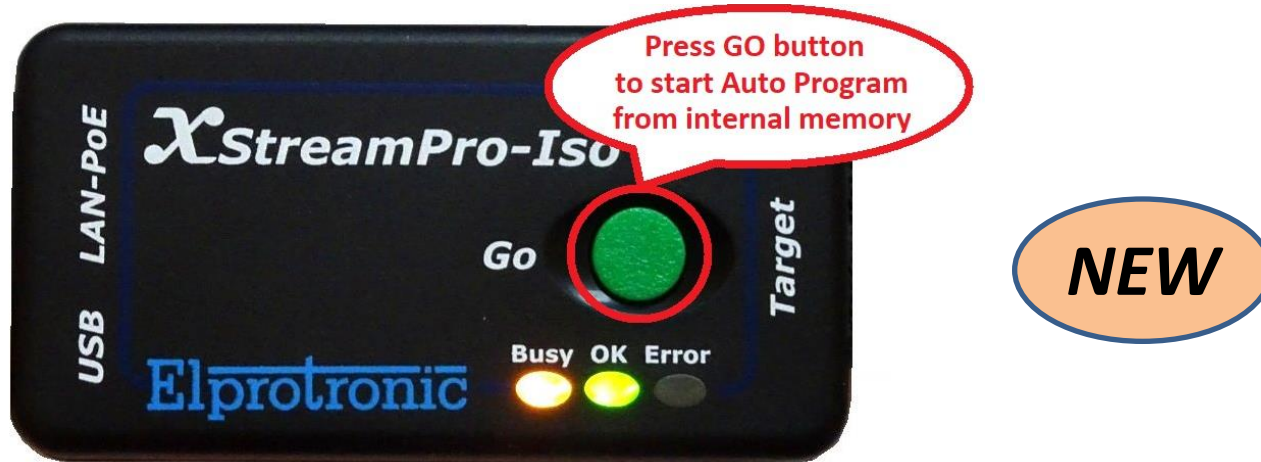 Press GO button
to start Auto Program
from internal memory
XStreamPro-Iso
LAN-PoE
USB
Go
Target
Busy OK Error
Elprotronic
NEW